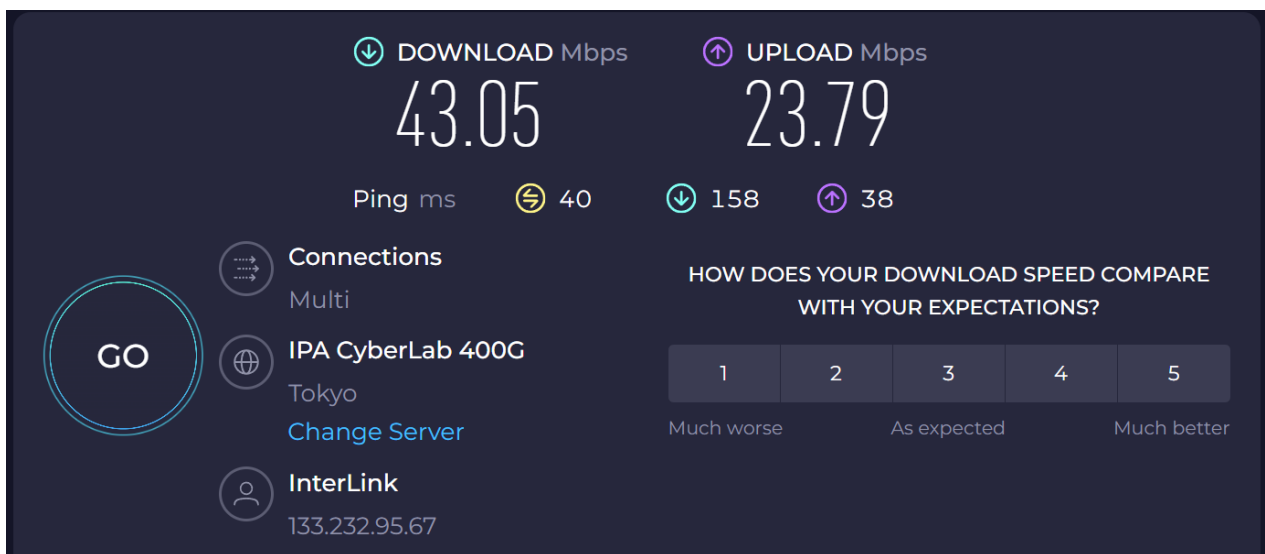 DOWNLOAD Mbps
43.05
UPLOAD Mbps
23.79
Ping ms 40 158 38
GO
Connections
Multi
IPA CyberLab 400G
Tokyo
Change Server
InterLink
133.232.95.67
HOW DOES YOUR DOWNLOAD SPEED COMPARE
WITH YOUR EXPECTATIONS?
1 2 3 4 5
Much worse As expected Much better